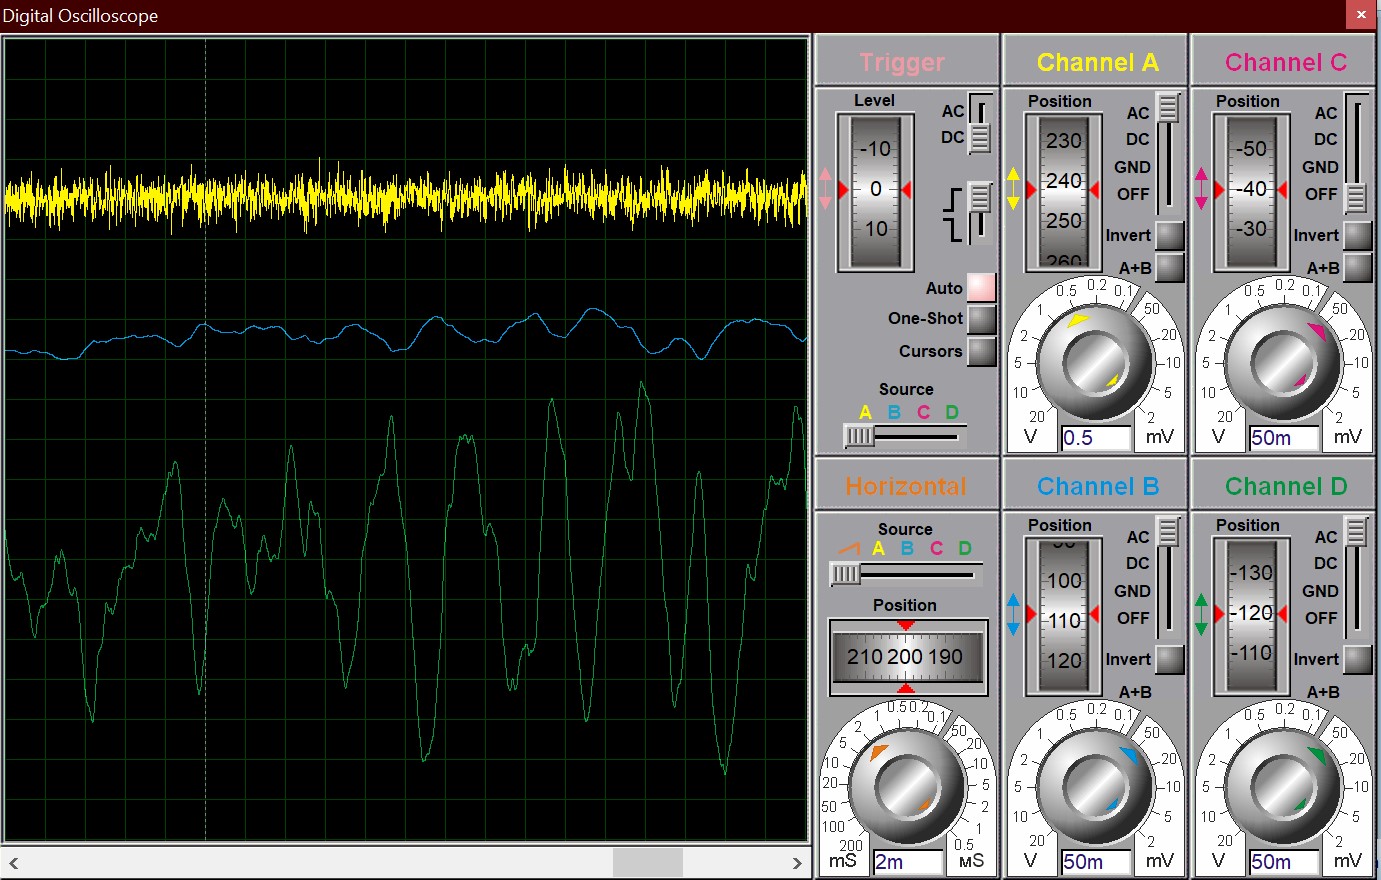 Digital Oscilloscope
Trigger
Level
-10
0
10
AC
DC
Auto
One-Shot
Cursors
Source
A B C D
Channel A
Position
230
240
250
260
AC
DC
GND
OFF
Invert
A+B
20
10
5
2
1
0.5
0.2
0.1
50
20
10
5
2
V
0.5
mV
Channel C
Position
-50
-40
-30
AC
DC
GND
OFF
Invert
A+B
20
10
5
2
1
0.5
0.2
0.1
50
20
10
5
2
V
50m
mV
Horizontal
Source
A B C D
Position
210 200 190
200
100
50
20
10
5
2
1
0.5
0.2
0.1
50
20
10
5
2
1
0.5
mS
2m
мS
Channel B
Position
90
100
110
120
AC
DC
GND
OFF
Invert
A+B
20
10
5
2
1
0.5
0.2
0.1
50
20
10
5
2
V
50m
mV
Channel D
Position
-130
-120
-110
AC
DC
GND
OFF
Invert
A+B
20
10
5
2
1
0.5
0.2
0.1
50
20
10
5
2
V
50m
mV